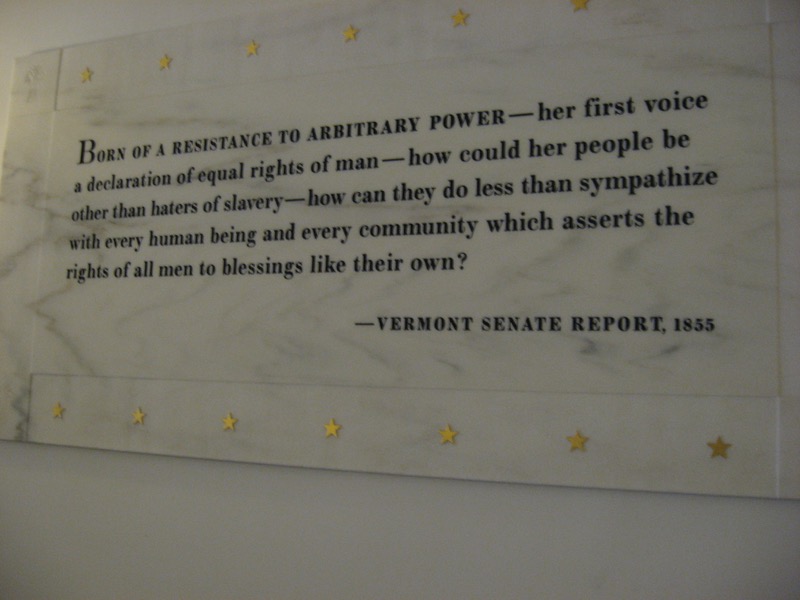 BORN OF A RESISTANCE TO ARBITRARY POWER—her first voice
a declaration of equal rights of man—how could her people be
other than haters of slavery—how can they do less than sympathize
with every human being and every community which asserts the
rights of all men to blessings like their own?
—VERMONT SENATE REPORT, 1855